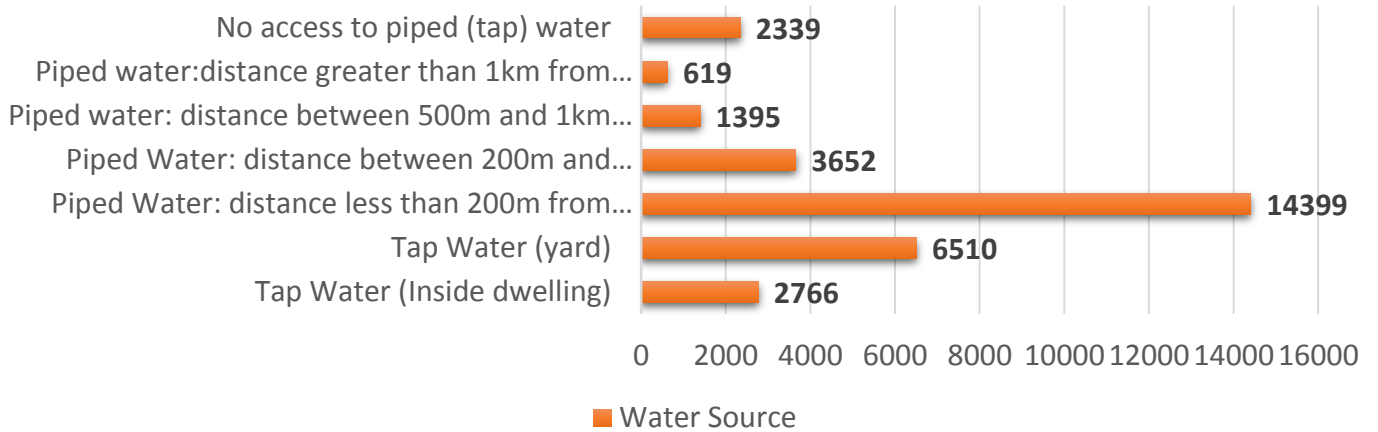 No access to piped (tap) water 2339
Piped water:distance greater than 1km from... 619
Piped water: distance between 500m and 1km... 1395
Piped Water: distance between 200m and... 3652
Piped Water: distance less than 200m from... 14399
Tap Water (yard) 6510
Tap Water (Inside dwelling) 2766
0 2000 4000 6000 8000 10000 12000 14000 16000
Water Source